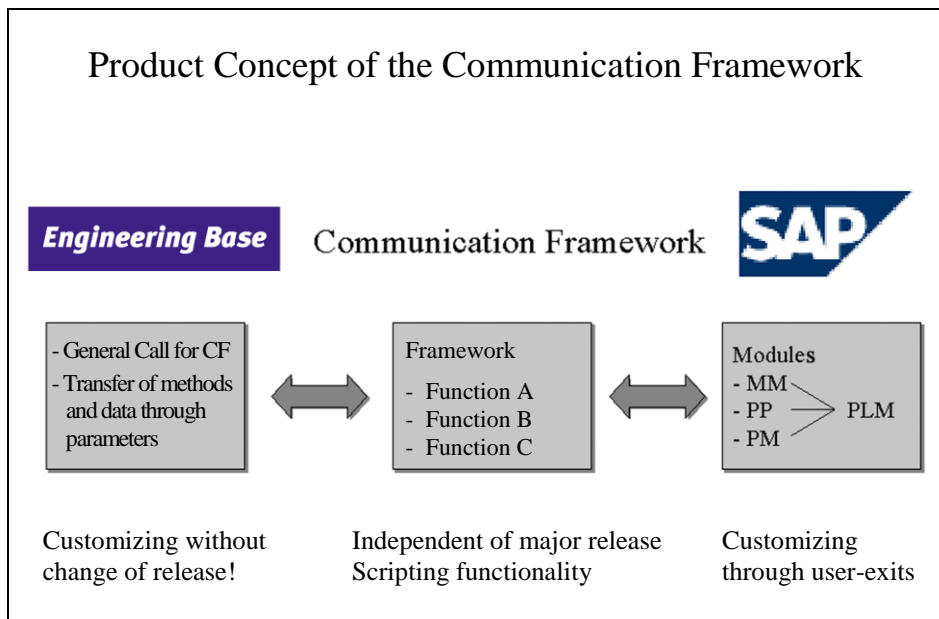 Product Concept of the Communication Framework
Engineering Base
Communication Framework
SAP
- General Call for CF
- Transfer of methods
and data through
parameters
Framework
- Function A
- Function B
- Function C
Modules
- MM
- PP
- PM
PLM
Customizing without
change of release!
Independent of major release
Scripting functionality
Customizing
through user-exits